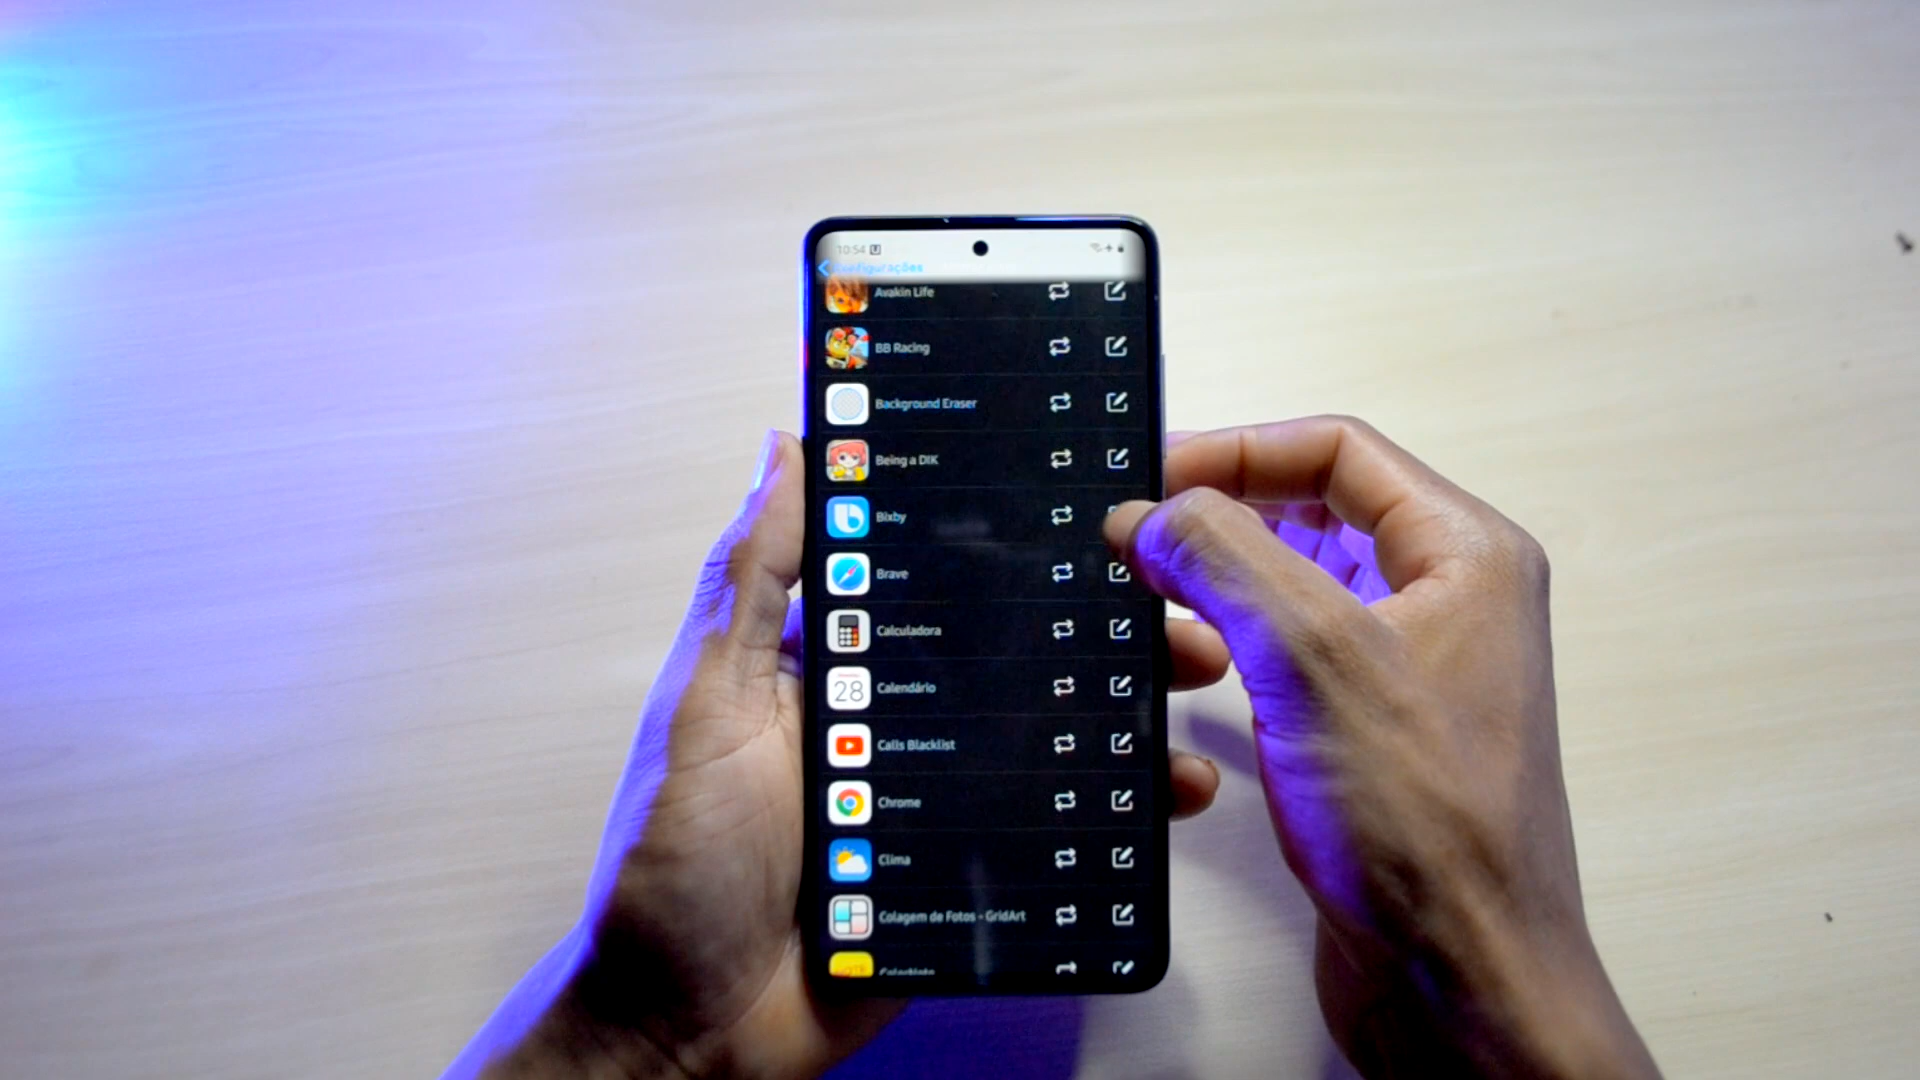 10:54
Configurações
Avakin Life
BB Racing
Background Eraser
Being a DIK
Bixby
Brave
Calculadora
28 Calendário
Calls Blacklist
Chrome
Clima
Colagem de Fotos - GridArt
ColorNote